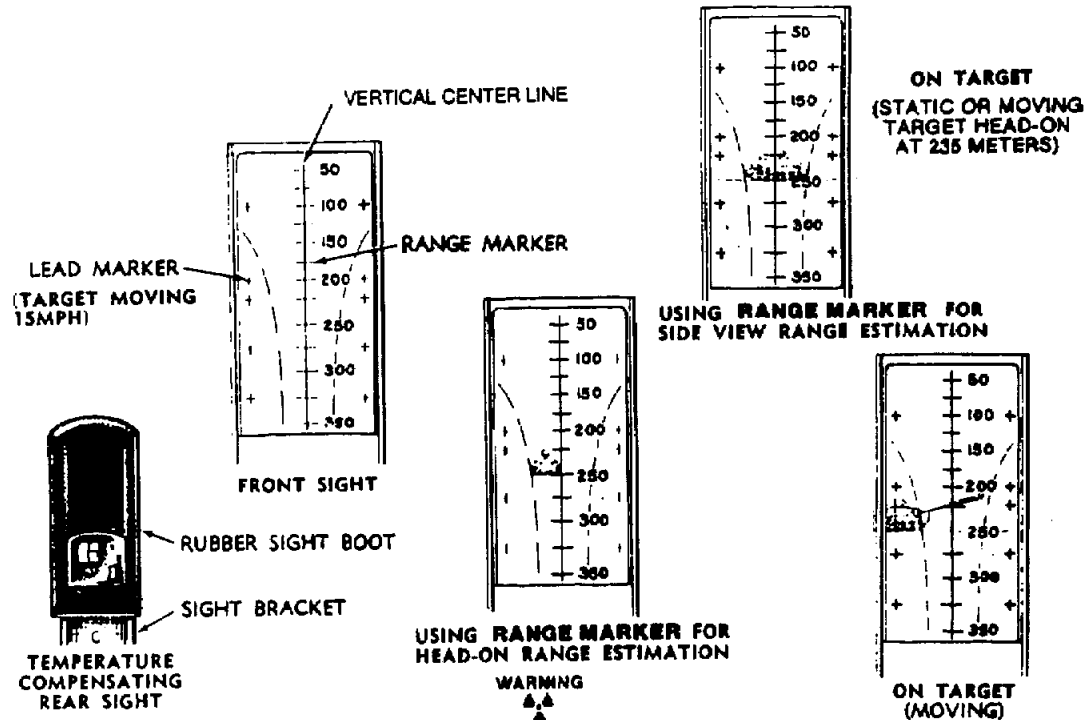 VERTICAL CENTER LINE
50
100
150
200
250
300
350
LEAD MARKER
(TARGET MOVING
15MPH)
RANGE MARKER
FRONT SIGHT
RUBBER SIGHT BOOT
SIGHT BRACKET
C
TEMPERATURE
COMPENSATING
REAR SIGHT
50
100
150
200
250
300
350
USING RANGE MARKER FOR
HEAD-ON RANGE ESTIMATION
WARNING
50
100
150
200
250
300
350
ON TARGET
(STATIC OR MOVING
TARGET HEAD-ON
AT 235 METERS)
USING RANGE MARKER FOR
SIDE VIEW RANGE ESTIMATION
50
100
150
200
250
300
350
ON TARGET
(MOVING)